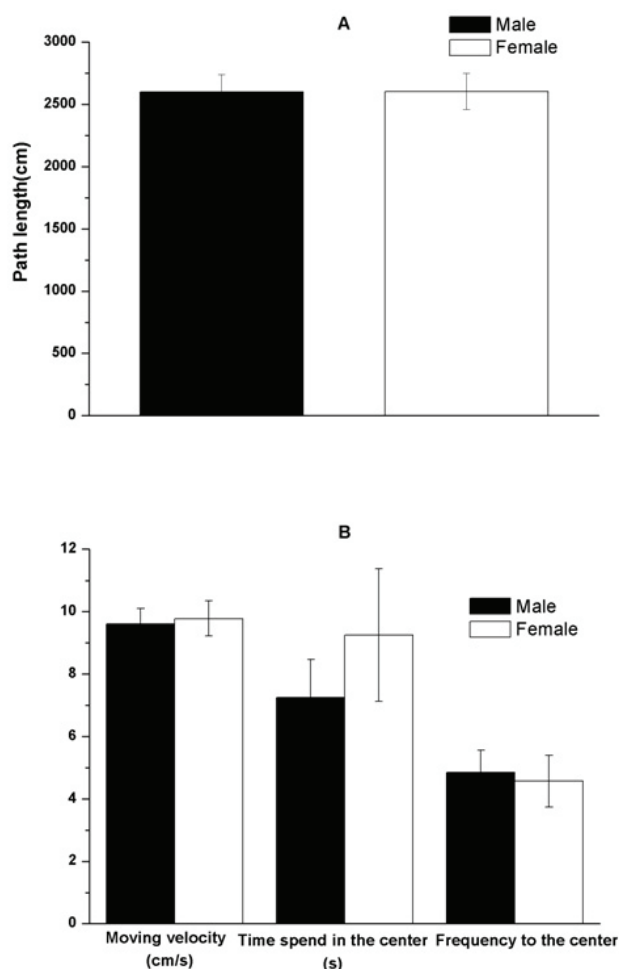 A
Male
Female
3000
2500
2000
1500
1000
500
0
Path length(cm)
B
Male
Female
12
10
8
6
4
2
0
Moving velocity
(cm/s)
Time spend in the center
(s)
Frequency to the center